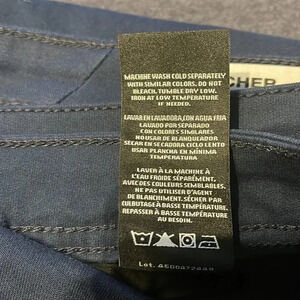 MACHINE WASH COLD SEPARATELY
WITH SIMILAR COLORS. DO NOT
BLEACH. TUMBLE DRY LOW.
IRON AT LOW TEMPERATURE
IF NEEDED.
LAVAR EN LAVADORA, CON AGUA FRIA
LAVADO POR SEPARADO
CON COLORES SIMILARES
NO USAR BLANQUEADOR
SECAR EN SECADORA CICLO LENTO
USAR PLANCHA EN MÍNIMA
TEMPERATURA
LAVER À LA MACHINE À
L'EAU FROIDE SÉPARÉMENT,
AVEC DES COULEURS SEMBLABLES.
NE PAS UTILISER D'AGENT
DE BLANCHIMENT. SÉCHER PAR
CULBUTAGE À BASSE TEMPÉRATURE.
REPASSER À BASSE TEMPÉRATURE
AU BESOIN.
CHER
Lot.